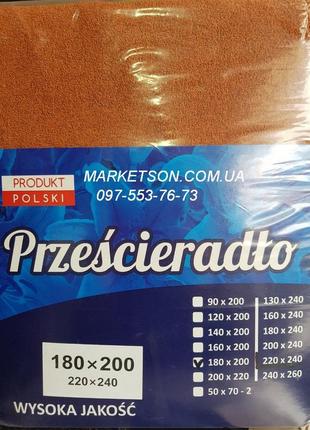 MARKETSON.COM.UA
097-553-76-73
PRODUKT
POLSKI
Prześcieradło
180×200
220×240
90 x 200
120 x 200
140 x 200
160 x 200
180 x 200
200 x 220
50 x 70 - 2
130 x 240
160 x 240
180 x 240
200 x 240
220 x 240
240 x 260
WYSOKA JAKOŚĆ